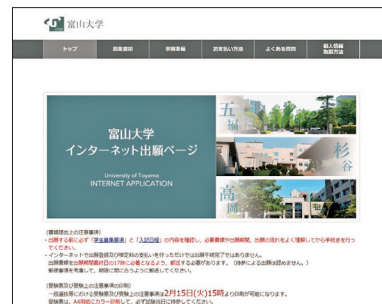 富山大学
トップ 募集要項 事前準備 お支払い方法 よくある質問 個人情報取扱方法
富山大学
インターネット出願ページ
University of Toyama
INTERNET APPLICATION
五福
杉谷
高岡
(書類提出上の注意事項)
・出願する前に必ず「学生募集要項」と「入試日程」の内容を確認し、必要書類や出願期間、出願の流れをよく理解してから手続きを行っ
てください。
・インターネットで出願登録及び検定料の支払いを行っただけでは出願手続完了ではありません。
出願書類を出願期間最終日の17時に必着となるよう、郵送する必要があります。(持参による出願は認めません。)
郵便事情を考慮して、期限に間に合うように郵送してください。
(受験票及び受験上の注意事項の印刷)
一般選抜等における受験票及び受験上の注意事項は2月15日(火)15時より印刷が可能になります。
受験票は、A4用紙にカラー印刷して、必ず試験当日に持参してください。